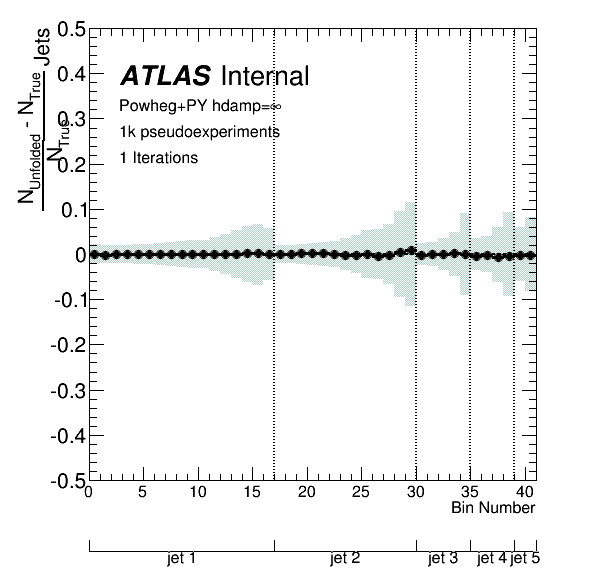 N_Unfolded - N_True
N_True
Jets
0.5
0.4
0.3
0.2
0.1
0
-0.1
-0.2
-0.3
-0.4
-0.5
ATLAS Internal
Powheg+PY hdamp=∞
1k pseudoexperiments
1 Iterations
0 5 10 15 20 25 30 35 40
Bin Number
jet 1 jet 2 jet 3 jet 4 jet 5